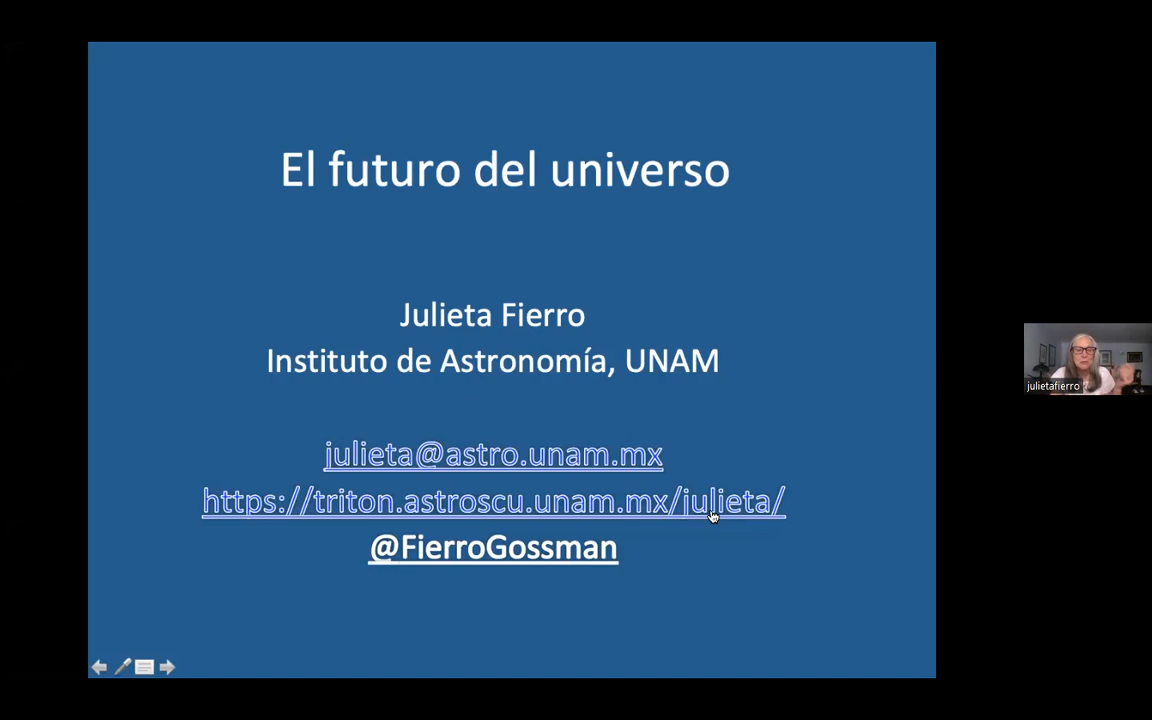 El futuro del universo
Julieta Fierro
Instituto de Astronomía, UNAM
julieta@astro.unam.mx
https://triton.astroscu.unam.mx/julieta/
@FierroGossman
julietafierro